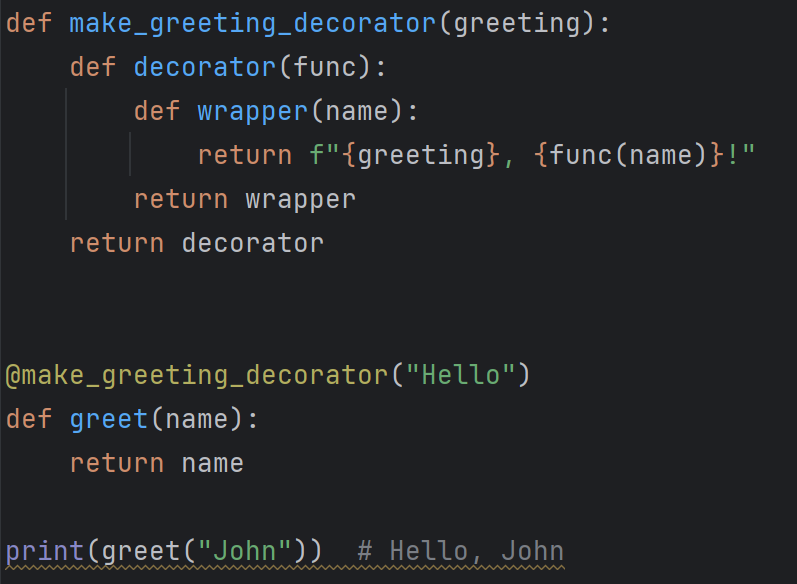 def make_greeting_decorator(greeting):
    def decorator(func):
        def wrapper(name):
            return f"{greeting}, {func(name)}!"
        return wrapper
    return decorator


@make_greeting_decorator("Hello")
def greet(name):
    return name

print(greet("John"))  # Hello, John